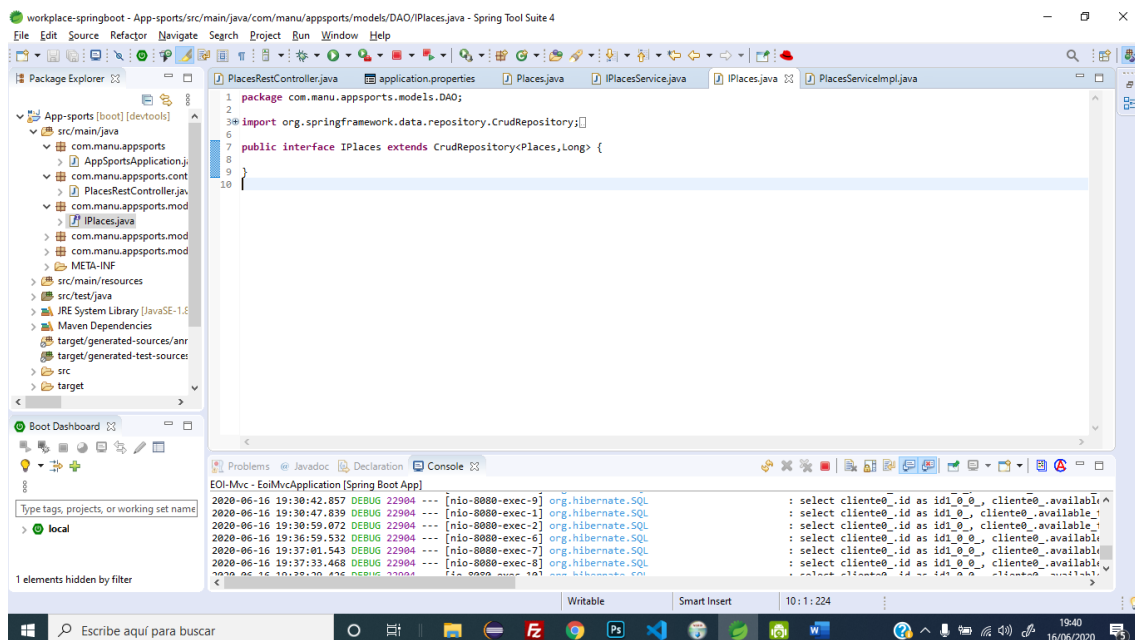 workplace-springboot - App-sports/src/main/java/com/manu/appsports/models/DAO/IPlaces.java - Spring Tool Suite 4
File Edit Source Refactor Navigate Search Project Run Window Help
Package Explorer
PlacesRestController.java application.properties Places.java IPlacesService.java IPlaces.java PlacesServiceImpl.java
App-sports [boot] [devtools]
src/main/java
com.manu.appsports
AppSportsApplication.j
com.manu.appsports.cont
PlacesRestController.jav
com.manu.appsports.mod
IPlaces.java
com.manu.appsports.mod
com.manu.appsports.mod
META-INF
src/main/resources
src/test/java
JRE System Library [JavaSE-1.8
Maven Dependencies
target/generated-sources/anr
target/generated-test-sources
src
target
1 package com.manu.appsports.models.DAO;
2
3 import org.springframework.data.repository.CrudRepository;
6
7 public interface IPlaces extends CrudRepository<Places,Long> {
8
9 }
10
Boot Dashboard
Type tags, projects, or working set name
local
1 elements hidden by filter
Problems Javadoc Declaration Console
EOI-Mvc - EoiMvcApplication [Spring Boot App]
2020-06-16 19:30:42.857 DEBUG 22904 --- [nio-8080-exec-9] org.hibernate.SQL : select cliente0_.id as id1_0_0_, cliente0_.available
2020-06-16 19:30:47.839 DEBUG 22904 --- [nio-8080-exec-1] org.hibernate.SQL : select cliente0_.id as id1_0_, cliente0_.available_t
2020-06-16 19:30:59.072 DEBUG 22904 --- [nio-8080-exec-2] org.hibernate.SQL : select cliente0_.id as id1_0_, cliente0_.available_t
2020-06-16 19:36:59.532 DEBUG 22904 --- [nio-8080-exec-6] org.hibernate.SQL : select cliente0_.id as id1_0_0_, cliente0_.available
2020-06-16 19:37:01.543 DEBUG 22904 --- [nio-8080-exec-7] org.hibernate.SQL : select cliente0_.id as id1_0_0_, cliente0_.available
2020-06-16 19:37:33.468 DEBUG 22904 --- [nio-8080-exec-8] org.hibernate.SQL : select cliente0_.id as id1_0_0_, cliente0_.available
Writable Smart Insert 10 : 1 : 224
Escribe aquí para buscar
19:40
16/06/2020